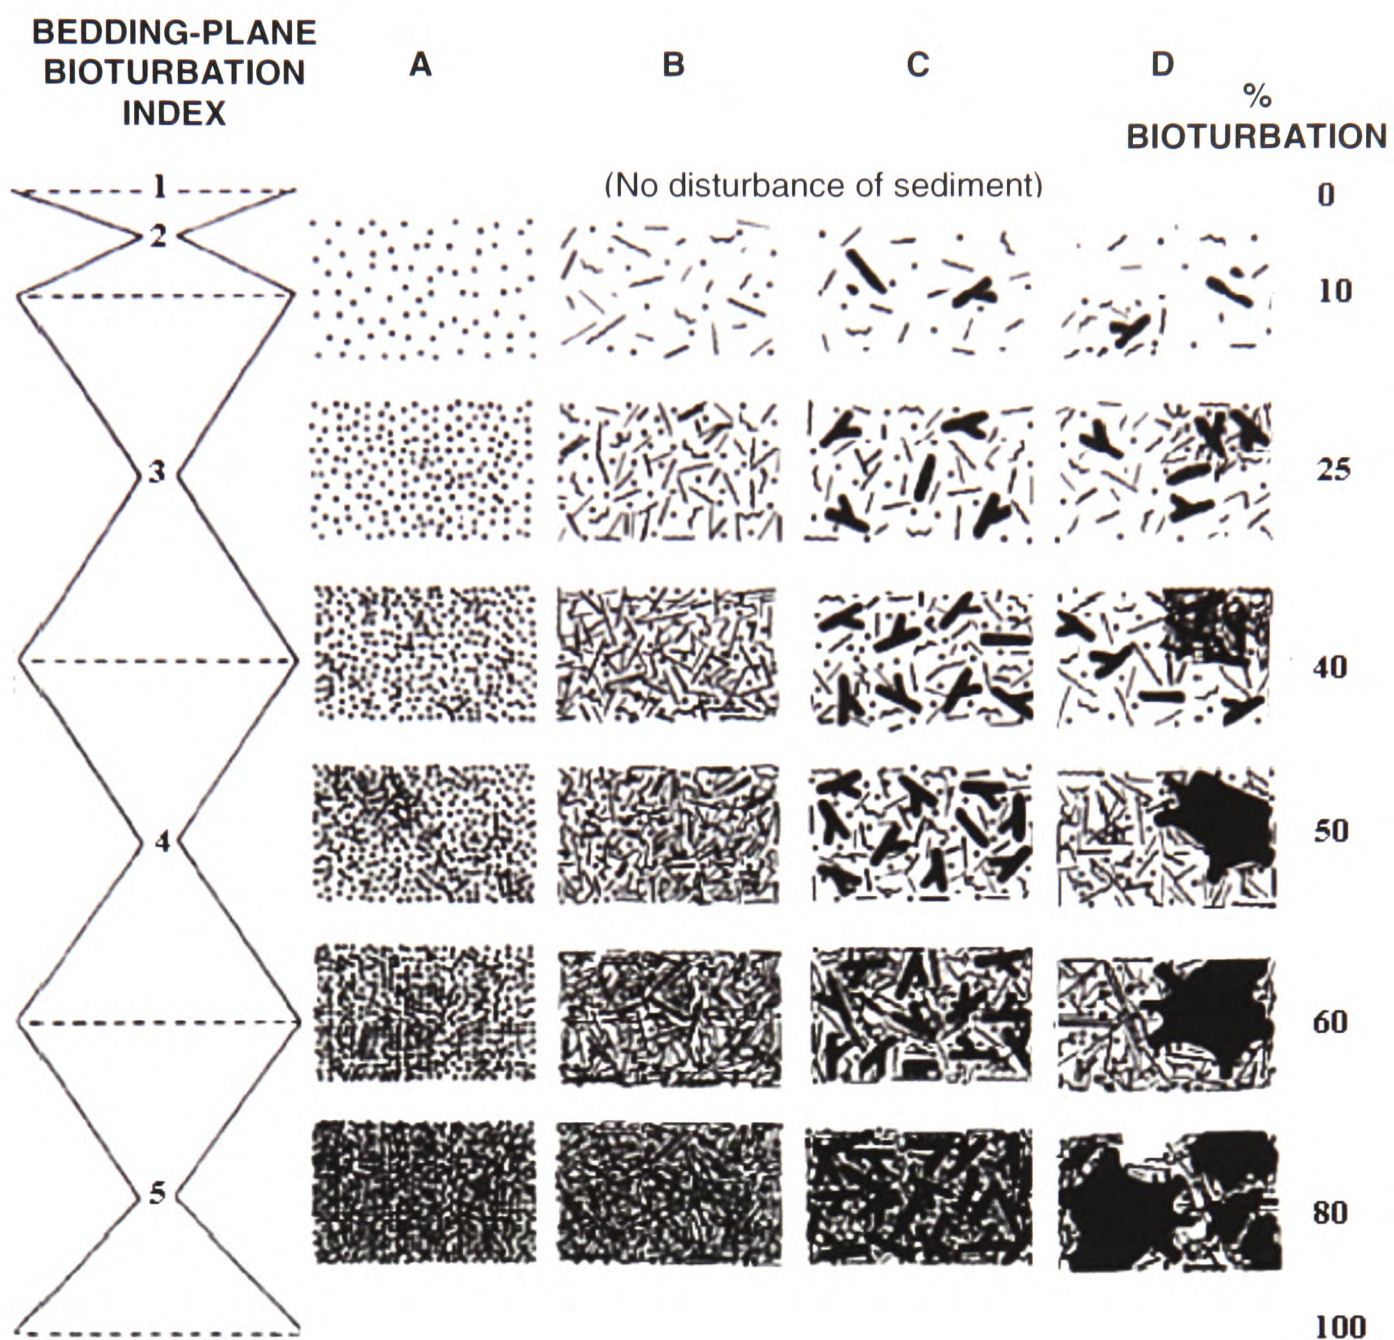 BEDDING-PLANE
BIOTURBATION
INDEX
A
B
C
D
%
BIOTURBATION
1
(No disturbance of sediment)
0
2
10
3
25
40
4
50
60
5
80
100